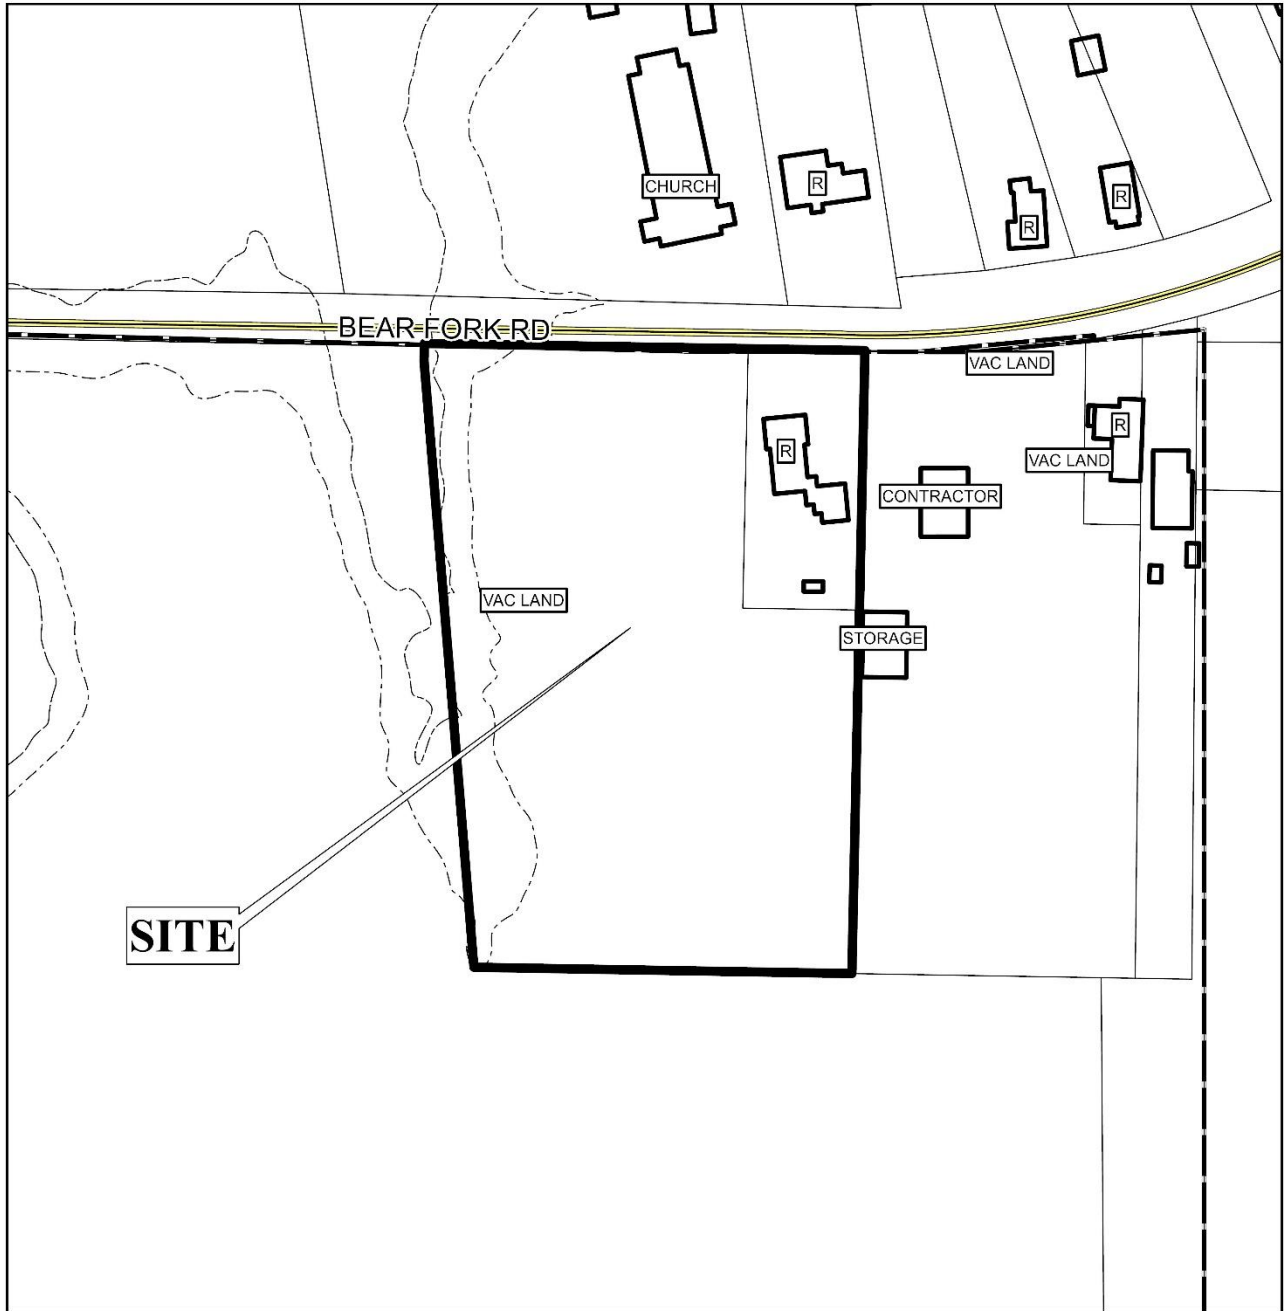 CHURCH
R
R
R
BEAR FORK RD
VAC LAND
R
R
VAC LAND
CONTRACTOR
VAC LAND
STORAGE
SITE